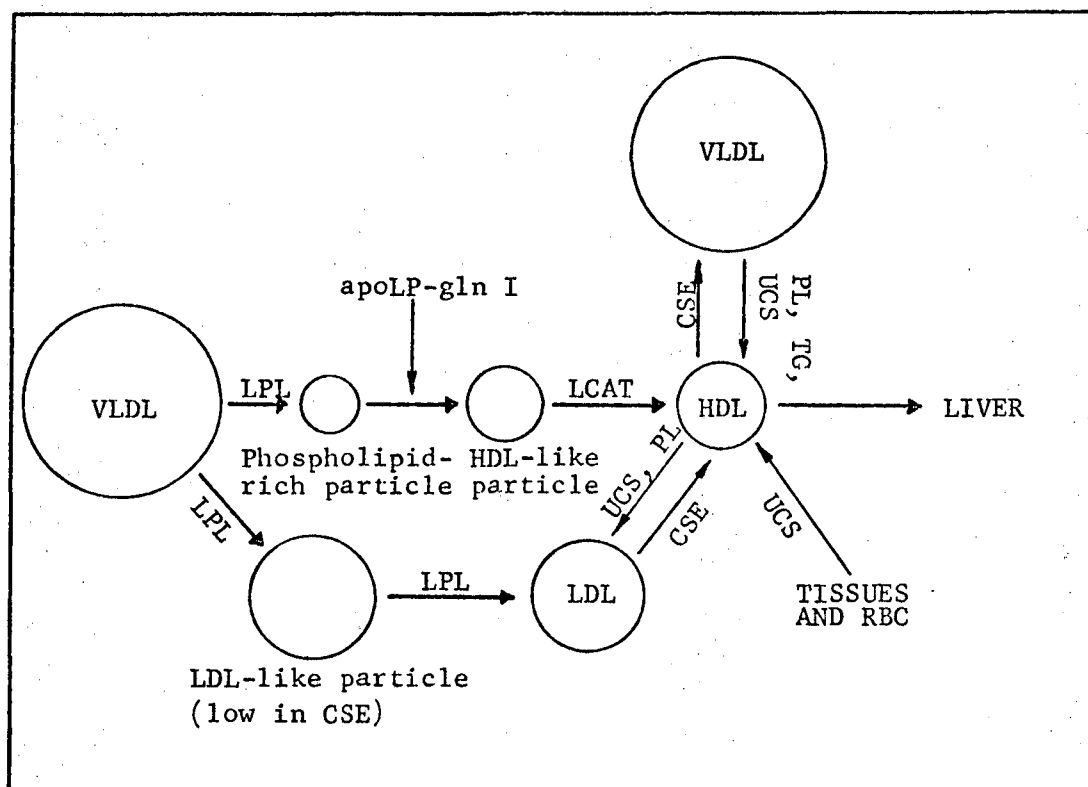 VLDL
CSE
PL, TG,
UCS
apoLP-gln I
VLDL
LPL
LCAT
HDL
LIVER
Phospholipid-
rich particle
HDL-like
particle
LPL
UCS, PL
CSE
UCS
LPL
LDL
TISSUES
AND RBC
LDL-like particle
(low in CSE)